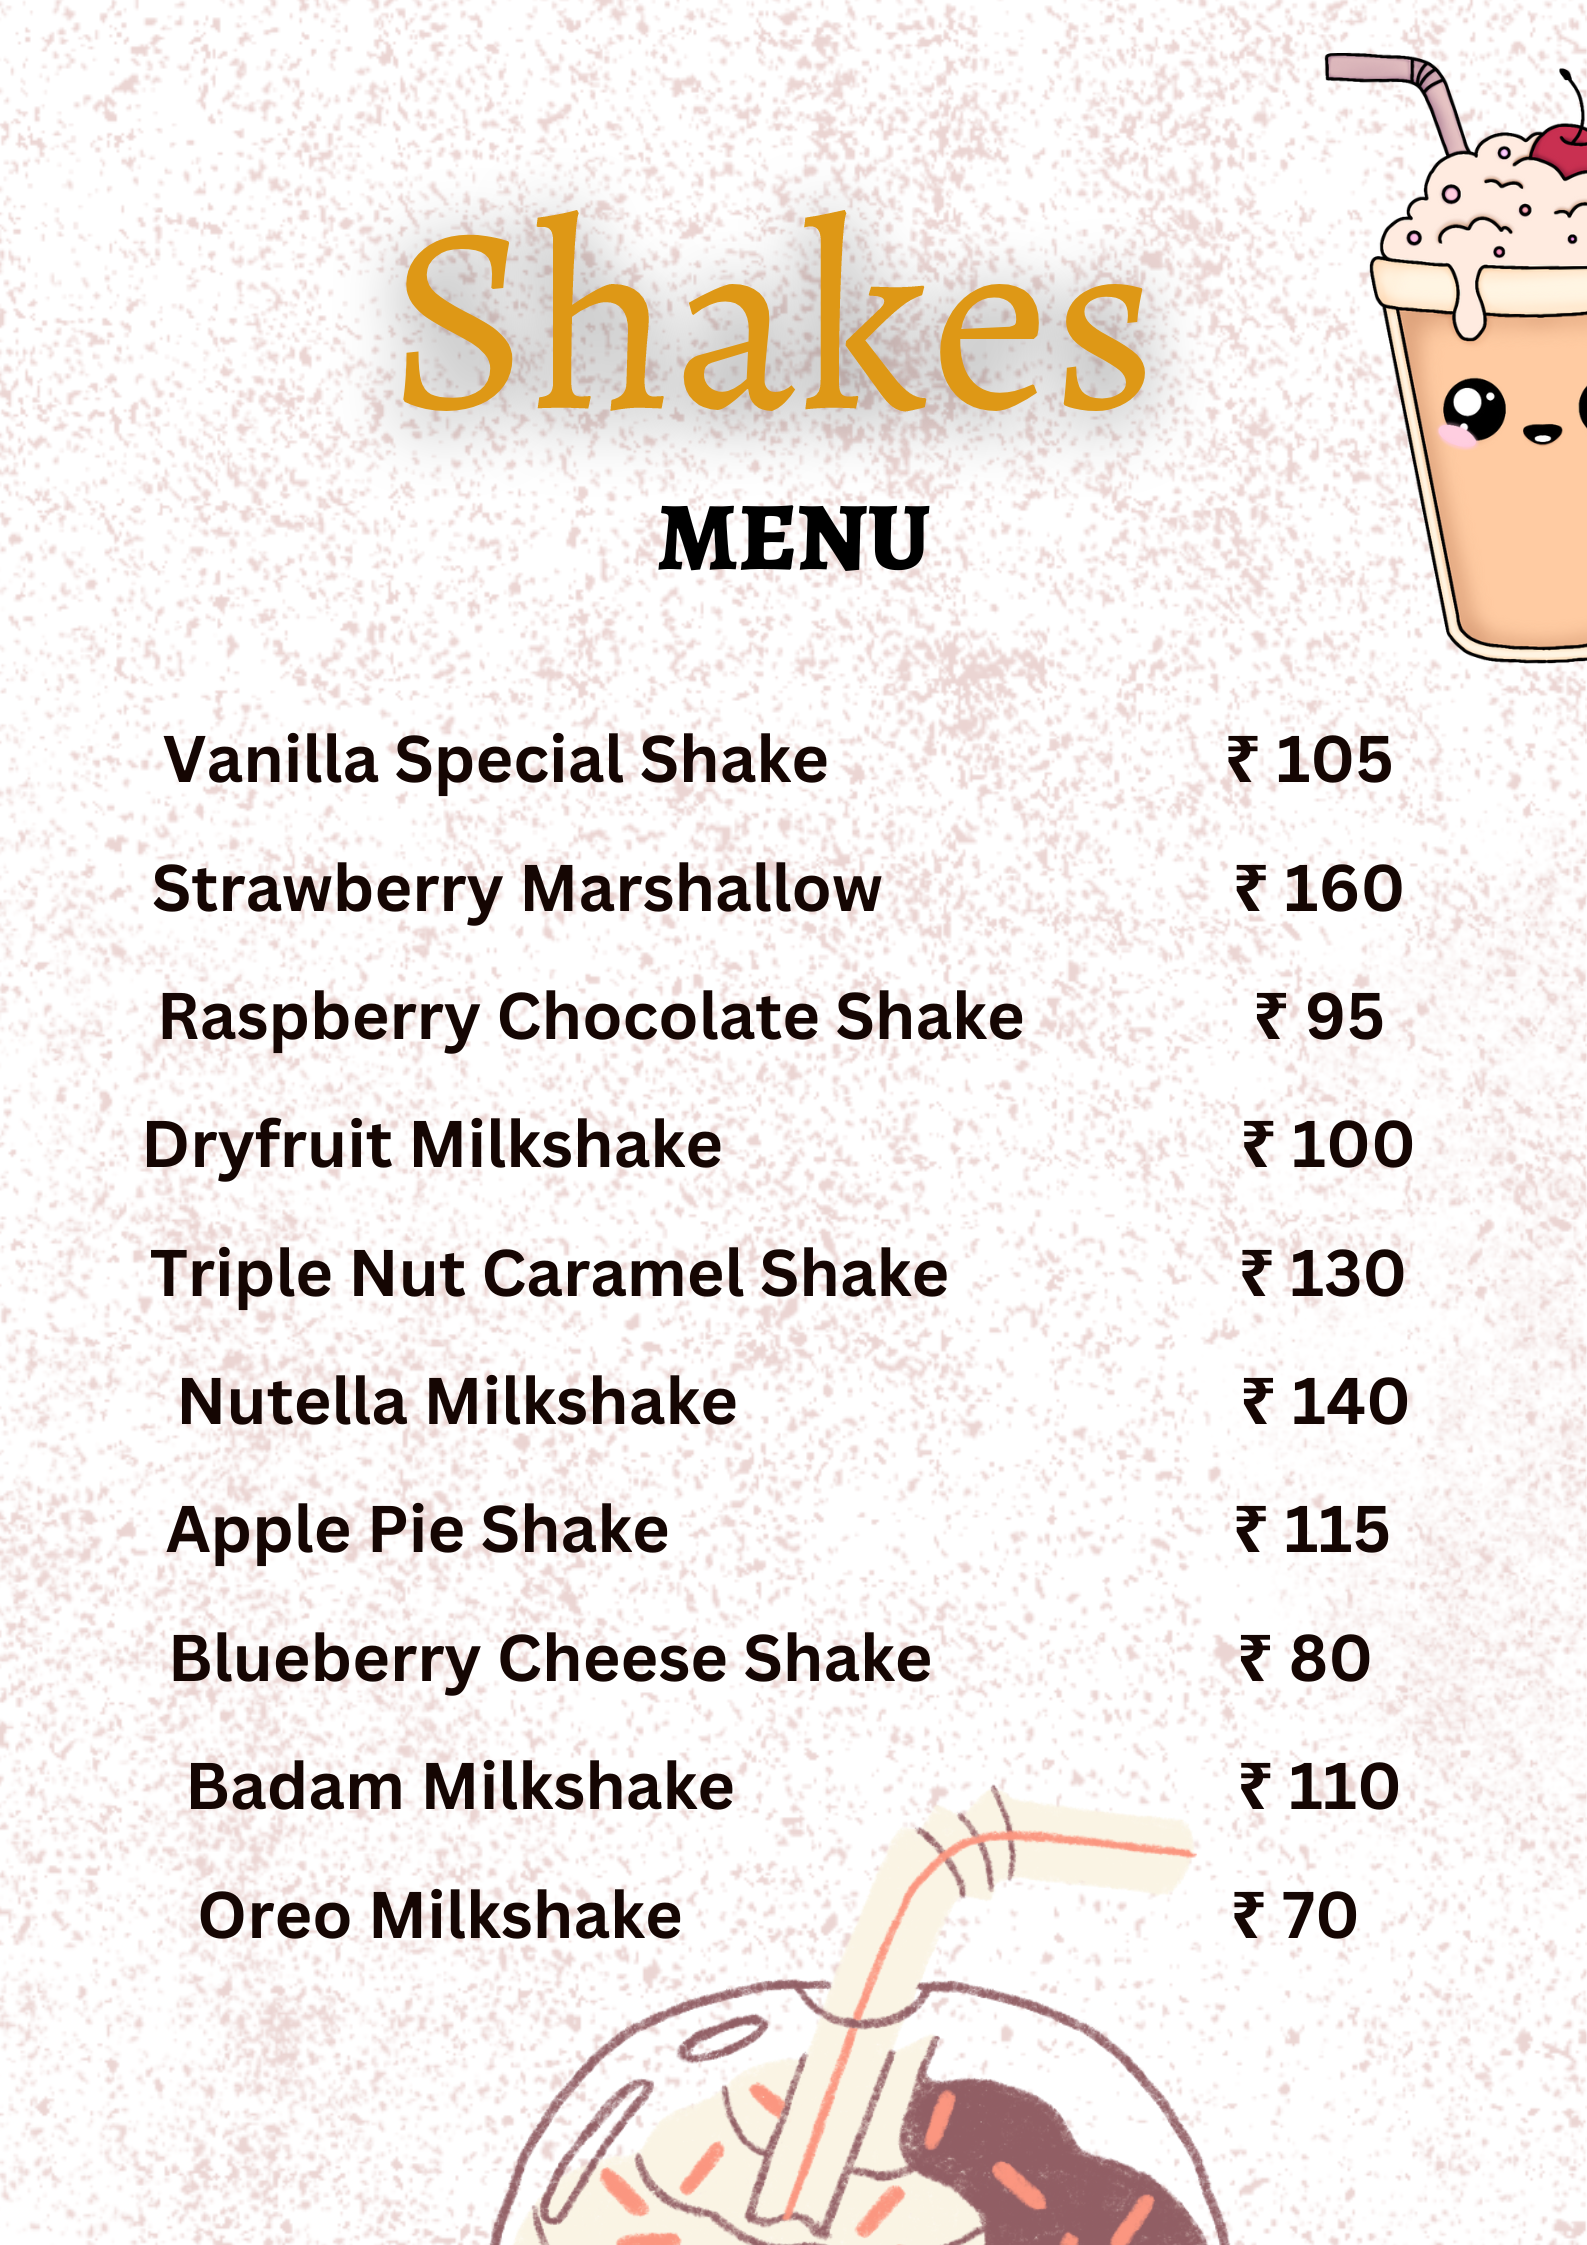 Shakes
MENU
Vanilla Special Shake ₹ 105
Strawberry Marshallow ₹ 160
Raspberry Chocolate Shake ₹ 95
Dryfruit Milkshake ₹ 100
Triple Nut Caramel Shake ₹ 130
Nutella Milkshake ₹ 140
Apple Pie Shake ₹ 115
Blueberry Cheese Shake ₹ 80
Badam Milkshake ₹ 110
Oreo Milkshake ₹ 70